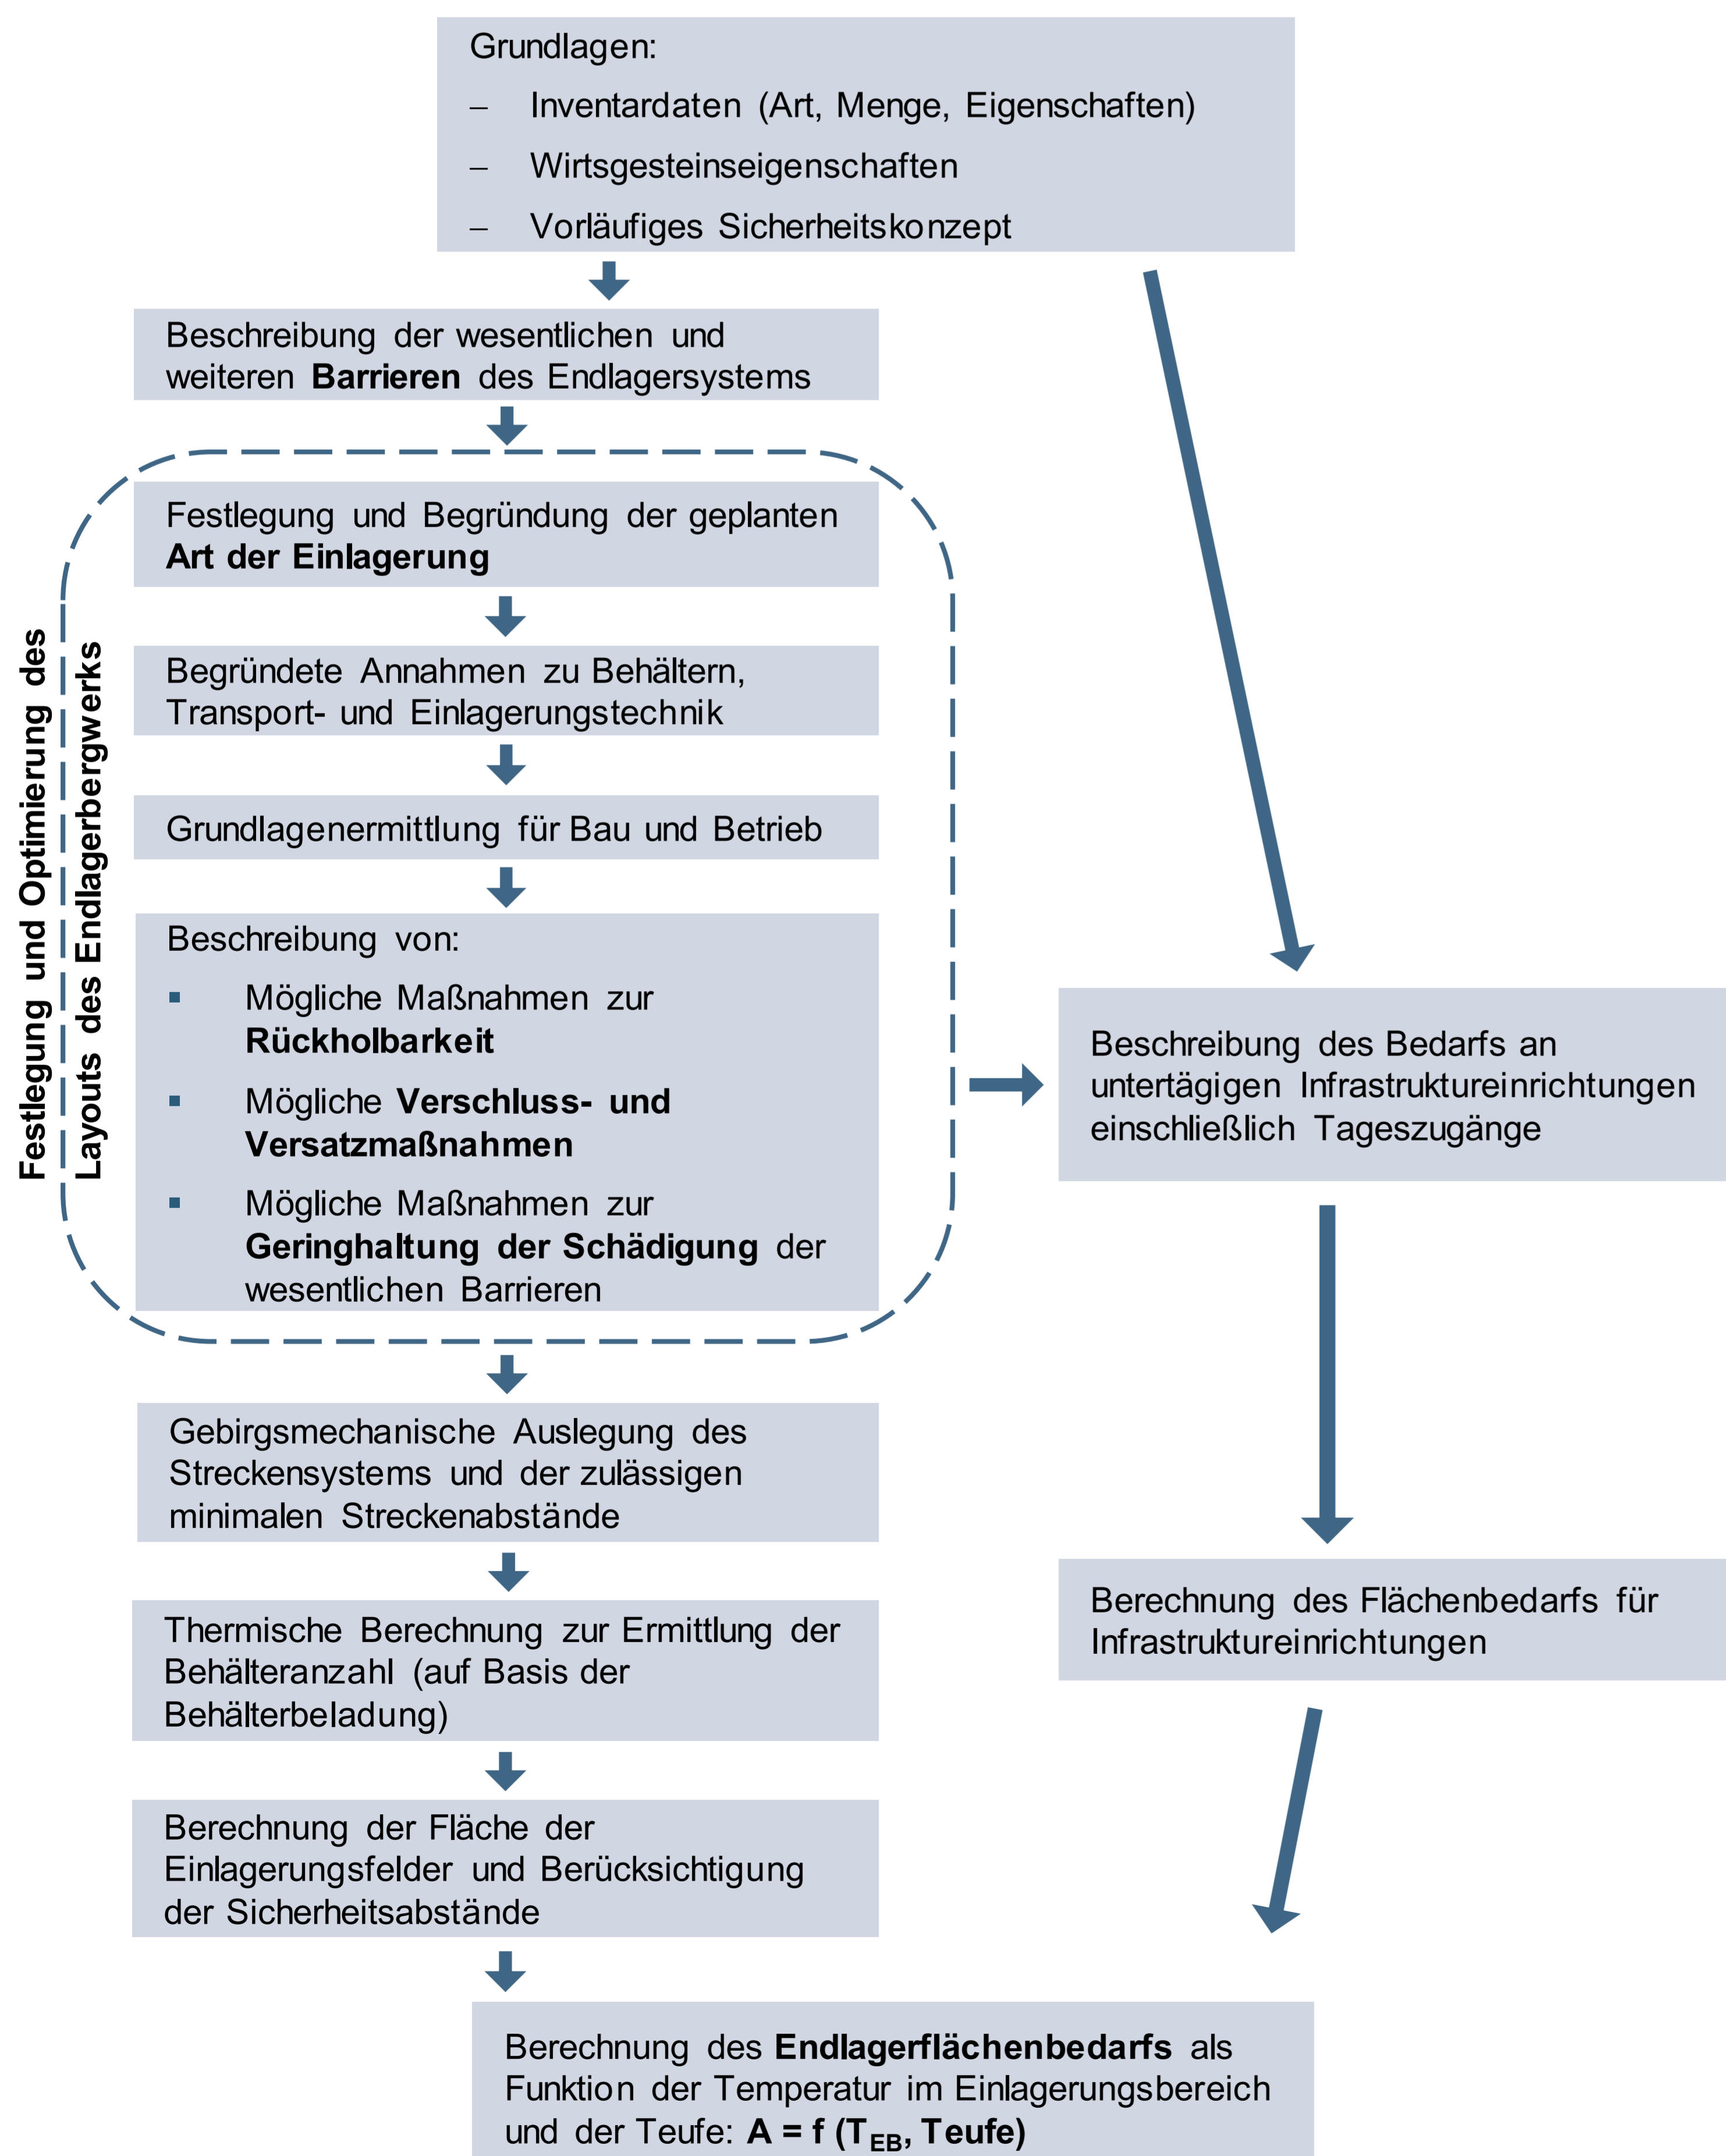 Grundlagen:
– Inventardaten (Art, Menge, Eigenschaften)
– Wirtsgesteinseigenschaften
– Vorläufiges Sicherheitskonzept
Beschreibung der wesentlichen und
weiteren Barrieren des Endlagersystems
Festlegung und Optimierung des
Layouts des Endlagerbergwerks
Festlegung und Begründung der geplanten
Art der Einlagerung
Begründete Annahmen zu Behältern,
Transport- und Einlagerungstechnik
Grundlagenermittlung für Bau und Betrieb
Beschreibung von:
▪ Mögliche Maßnahmen zur
Rückholbarkeit
▪ Mögliche Verschluss- und
Versatzmaßnahmen
▪ Mögliche Maßnahmen zur
Geringhaltung der Schädigung der
wesentlichen Barrieren
Beschreibung des Bedarfs an
untertägigen Infrastruktureinrichtungen
einschließlich Tageszugänge
Gebirgsmechanische Auslegung des
Streckensystems und der zulässigen
minimalen Streckenabstände
Thermische Berechnung zur Ermittlung der
Behälteranzahl (auf Basis der
Behälterbeladung)
Berechnung des Flächenbedarfs für
Infrastruktureinrichtungen
Berechnung der Fläche der
Einlagerungsfelder und Berücksichtigung
der Sicherheitsabstände
Berechnung des Endlagerflächenbedarfs als
Funktion der Temperatur im Einlagerungsbereich
und der Teufe: A = f (T_EB, Teufe)